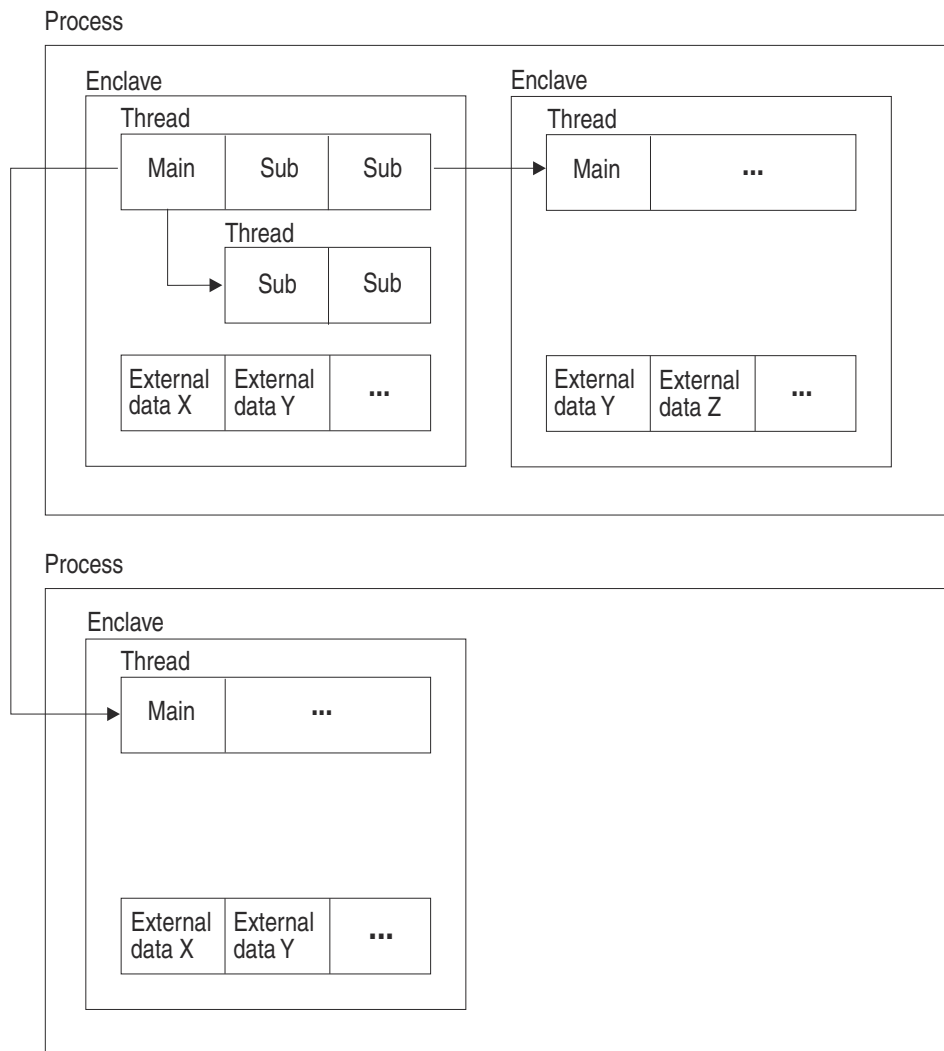 Process
Enclave
Enclave
Thread
Thread
Main Sub Sub
Main ...
Thread
Sub Sub
External
data X
External
data Y
...
External
data Y
External
data Z
...
Process
Enclave
Thread
Main ...
External
data X
External
data Y
...